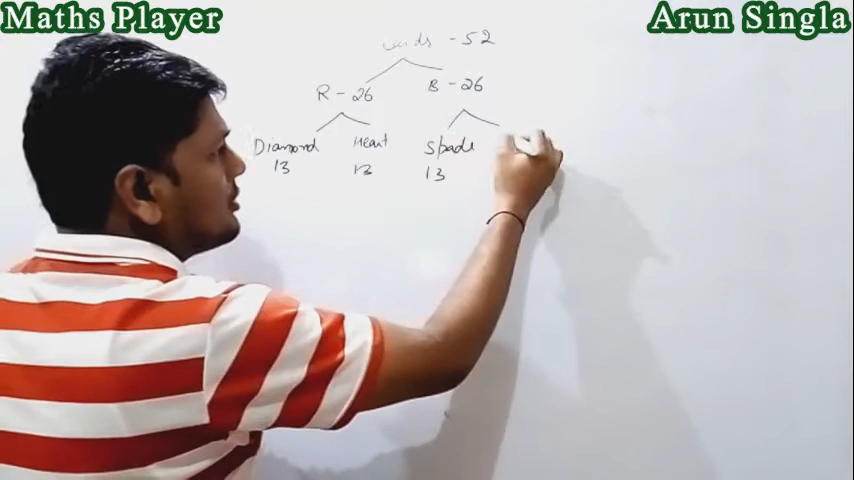 Maths Player
Arun Singla
cards - 52
R - 26
B - 26
Diamond
Heart
Spade
13
13
13